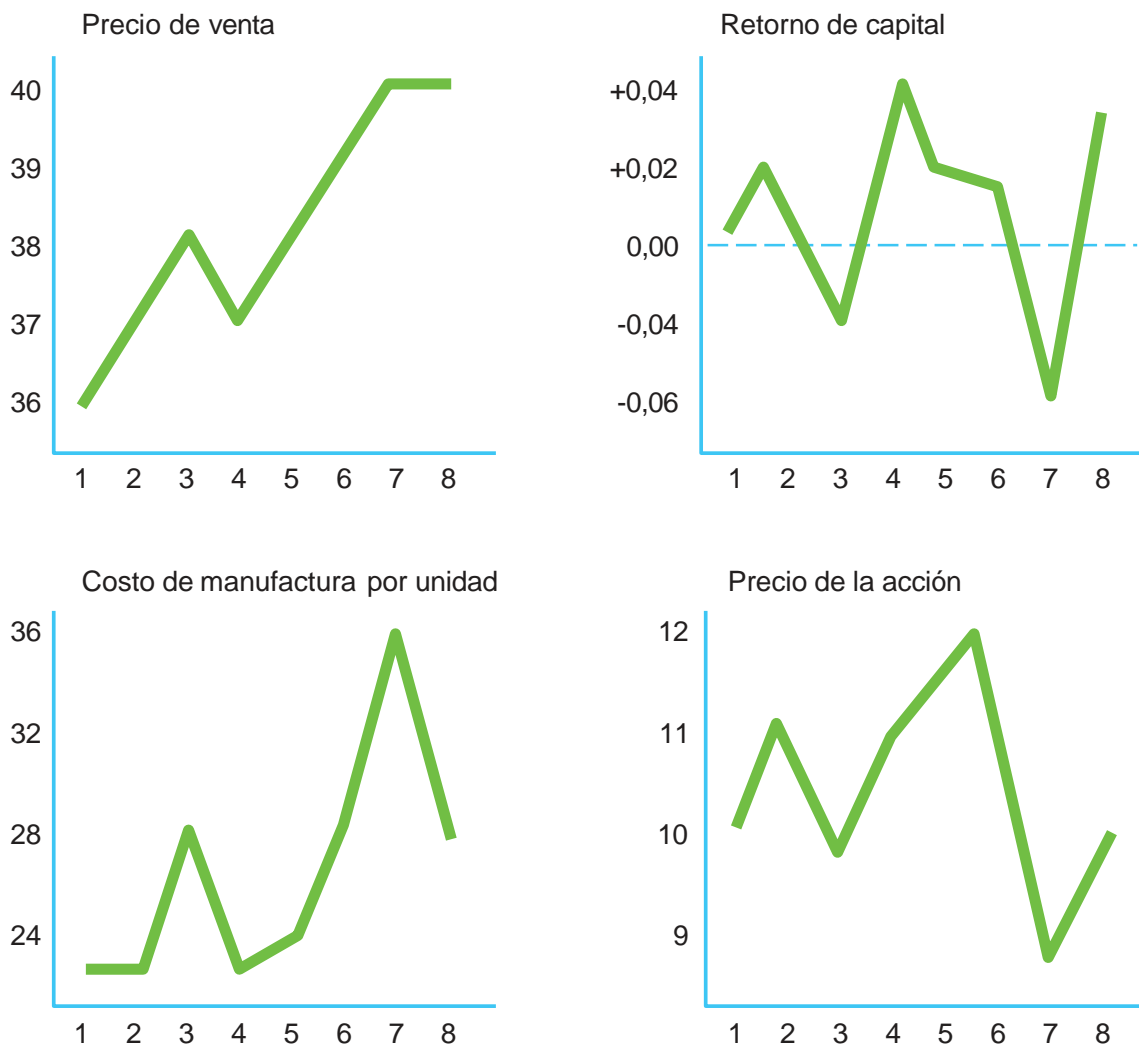 Precio de venta
40
39
38
37
36
1 2 3 4 5 6 7 8
Retorno de capital
+0,04
+0,02
0,00
-0,04
-0,06
1 2 3 4 5 6 7 8
Costo de manufactura por unidad
36
32
28
24
1 2 3 4 5 6 7 8
Precio de la acción
12
11
10
9
1 2 3 4 5 6 7 8